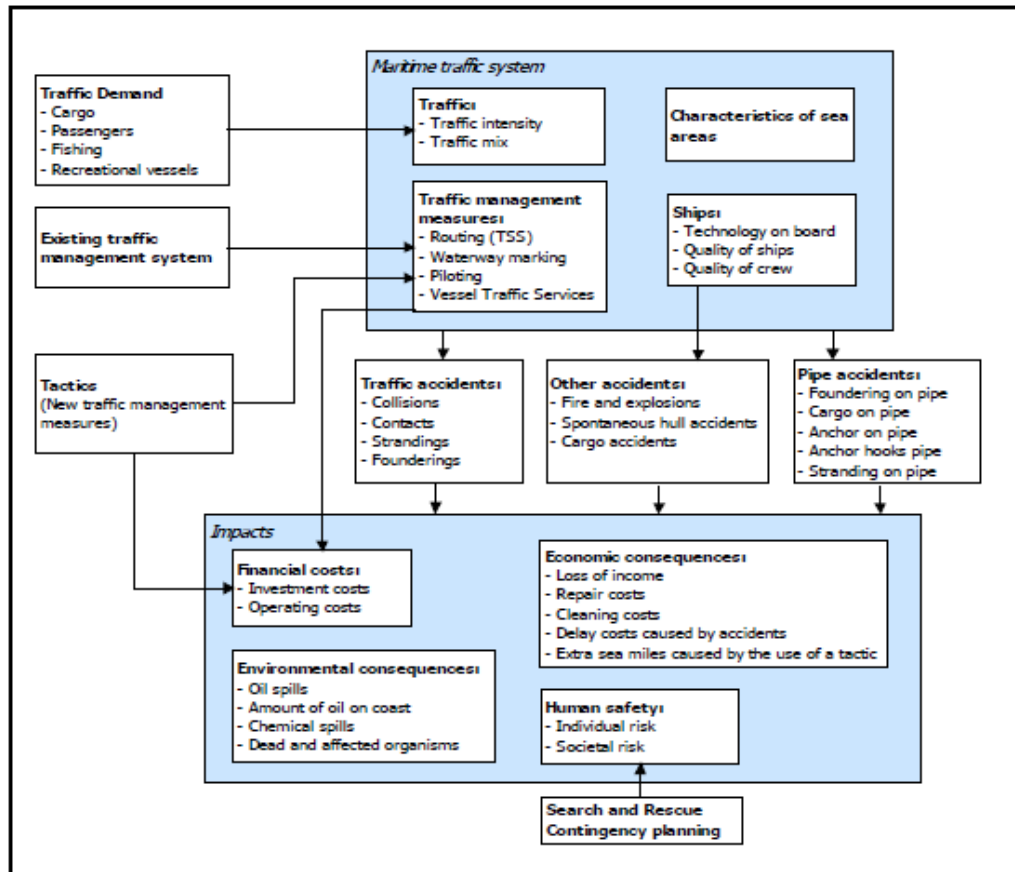 Maritime traffic system
Traffic Demand
- Cargo
- Passengers
- Fishing
- Recreational vessels
Traffic:
- Traffic intensity
- Traffic mix
Characteristics of sea
areas
Existing traffic
management system
Traffic management
measures:
- Routing (TSS)
- Waterway marking
- Piloting
- Vessel Traffic Services
Ships:
- Technology on board
- Quality of ships
- Quality of crew
Tactics
(New traffic management
measures)
Traffic accidents:
- Collisions
- Contacts
- Strandings
- Founderings
Other accidents:
- Fire and explosions
- Spontaneous hull accidents
- Cargo accidents
Pipe accidents:
- Foundering on pipe
- Cargo on pipe
- Anchor on pipe
- Anchor hooks pipe
- Stranding on pipe
Impacts
Financial costs:
- Investment costs
- Operating costs
Economic consequences:
- Loss of income
- Repair costs
- Cleaning costs
- Delay costs caused by accidents
- Extra sea miles caused by the use of a tactic
Environmental consequences:
- Oil spills
- Amount of oil on coast
- Chemical spills
- Dead and affected organisms
Human safety:
- Individual risk
- Societal risk
Search and Rescue
Contingency planning